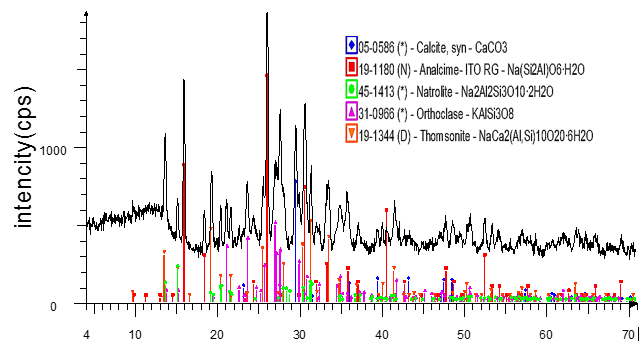 05-0586 (*) - Calcite, syn - CaCO3
19-1180 (N) - Analcime- ITO RG - Na(Si2Al)O6·H2O
45-1413 (*) - Natrolite - Na2Al2Si3O10·2H2O
31-0966 (*) - Orthoclase - KAlSi3O8
19-1344 (D) - Thomsonite - NaCa2(Al,Si)10O20·6H2O
intencity(cps)
1000
0
4 10 20 30 40 50 60 70